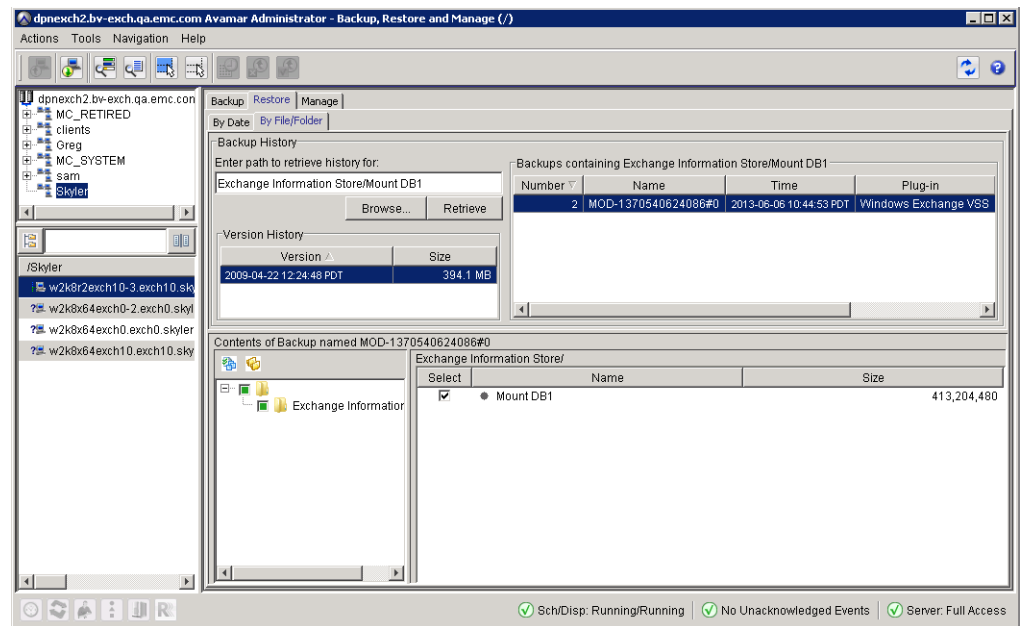 dpnexch2.bv-exch.qa.emc.com Avamar Administrator - Backup, Restore and Manage (/)
Actions Tools Navigation Help
dpnexch2.bv-exch.qa.emc.con
MC_RETIRED
clients
Greg
MC_SYSTEM
sam
Skyler
/Skyler
w2k8r2exch10-3.exch10.sky
w2k8x64exch0-2.exch0.skyl
w2k8x64exch0.exch0.skyler
w2k8x64exch10.exch10.sky
Backup Restore Manage
By Date By File/Folder
Backup History
Enter path to retrieve history for:
Exchange Information Store/Mount DB1
Browse... Retrieve
Version History
Version Size
2009-04-22 12:24:48 PDT 394.1 MB
Backups containing Exchange Information Store/Mount DB1
Number Name Time Plug-in
2 MOD-1370540624086#0 2013-06-06 10:44:53 PDT Windows Exchange VSS
Contents of Backup named MOD-1370540624086#0
Exchange Information
Exchange Information Store/
Select Name Size
Mount DB1 413,204,480
Sch/Disp: Running/Running No Unacknowledged Events Server: Full Access